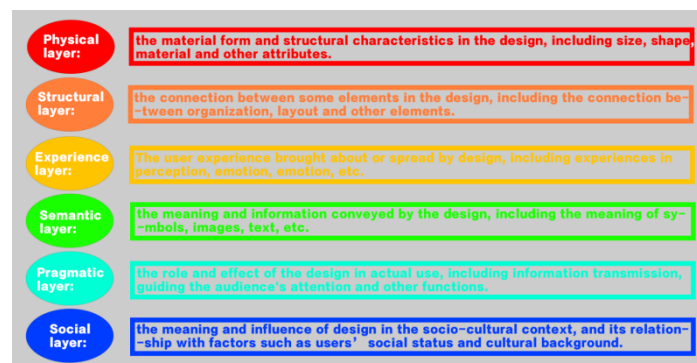 Physical
layer:
the material form and structural characteristics in the design, including size, shape,
material and other attributes.
Structural
layer:
the connection between some elements in the design, including the connection be-
-tween organization, layout and other elements.
Experience
layer:
The user experience brought about or spread by design, including experiences in
perception, emotion, emotion, etc.
Semantic
layer:
the meaning and information conveyed by the design, including the meaning of sy-
-mbols, images, text, etc.
Pragmatic
layer:
the role and effect of the design in actual use, including information transmission,
guiding the audience's attention and other functions.
Social
layer:
the meaning and influence of design in the socio-cultural context, and its relation-
-ship with factors such as users’ social status and cultural background.